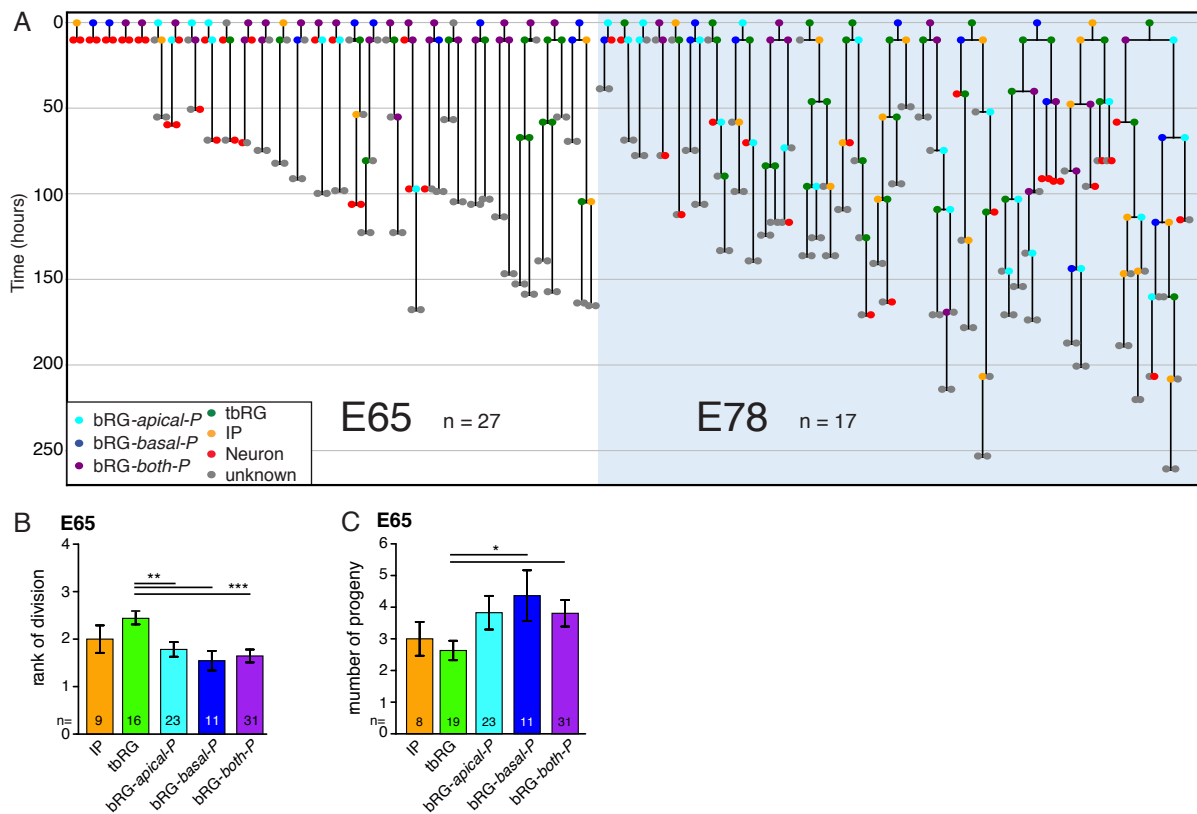 A
0
50
100
150
200
250
Time (hours)
bRG-apical-P
bRG-basal-P
bRG-both-P
tbRG
IP
Neuron
unknown
E65 n = 27
E78 n = 17
B E65
4
3
2
1
0
rank of division
** 
***
n= 9 16 23 11 31
IP
tbRG
bRG-apical-P
bRG-basal-P
bRG-both-P
C E65
6
5
4
3
2
1
0
mumber of progeny
*
n= 8 19 23 11 31
IP
tbRG
bRG-apical-P
bRG-basal-P
bRG-both-P